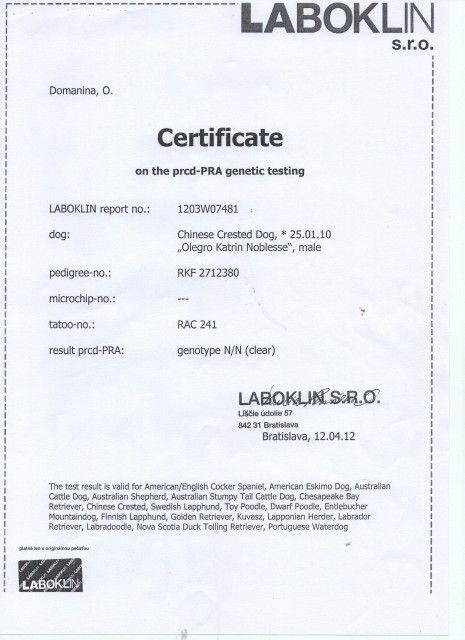 LABOKLIN
s.r.o.
Domanina, O.
Certificate
on the prcd-PRA genetic testing
LABOKLIN report no.: 1203W07481
dog: Chinese Crested Dog, * 25.01.10
„Olegro Katrin Noblesse“, male
pedigree-no.: RKF 2712380
microchip-no.: ---
tatoo-no.: RAC 241
result prcd-PRA: genotype N/N (clear)
LABOKLIN S.R.O.
Líščie údolie 57
842 31 Bratislava
Bratislava, 12.04.12
The test result is valid for American/English Cocker Spaniel, American Eskimo Dog, Australian
Cattle Dog, Australian Shepherd, Australian Stumpy Tail Cattle Dog, Chesapeake Bay
Retriever, Chinese Crested, Swedish Lapphund, Toy Poodle, Dwarf Poodle, Entlebucher
Mountaindog, Finnish Lapphund, Golden Retriever, Kuvasz, Lapponian Herder, Labrador
Retriever, Labradoodle, Nova Scotia Duck Tolling Retriever, Portuguese Waterdog
platné len s originálnou pečaťou
LABOKLIN